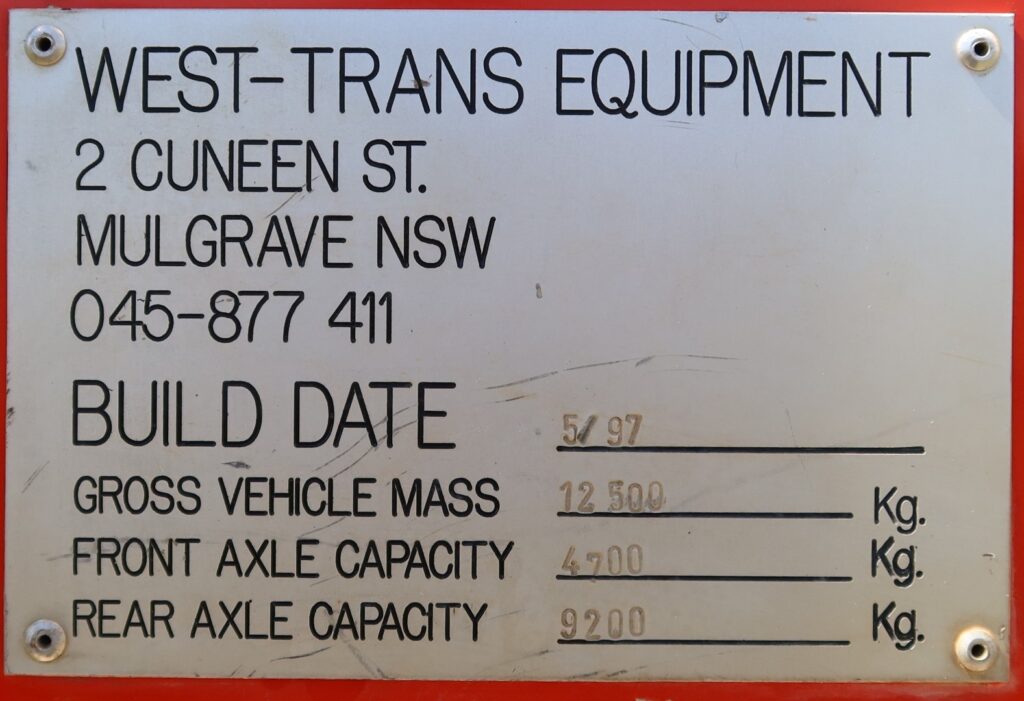 WEST-TRANS EQUIPMENT
2 CUNEEN ST.
MULGRAVE NSW
045-877 411
BUILD DATE 5/97
GROSS VEHICLE MASS 12 500 Kg.
FRONT AXLE CAPACITY 4700 Kg.
REAR AXLE CAPACITY 9200 Kg.